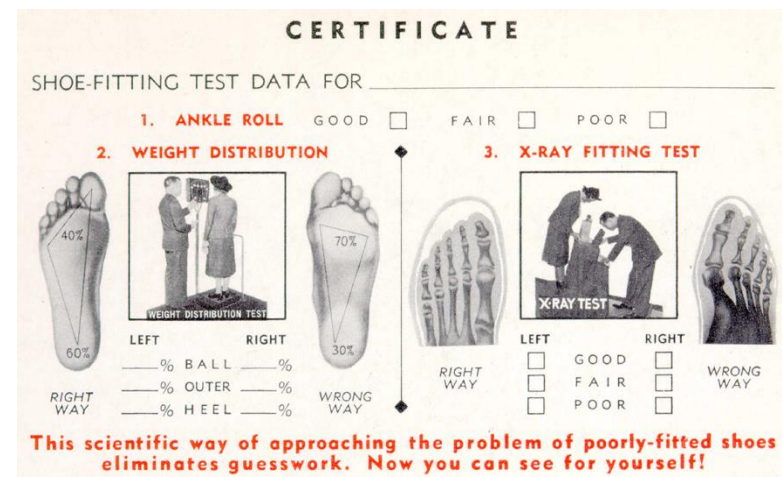 CERTIFICATE
SHOE-FITTING TEST DATA FOR
1. ANKLE ROLL GOOD FAIR POOR
2. WEIGHT DISTRIBUTION
40%
60%
RIGHT WAY
WEIGHT DISTRIBUTION TEST
70%
30%
WRONG WAY
LEFT RIGHT
% BALL %
% OUTER %
% HEEL %
3. X-RAY FITTING TEST
RIGHT WAY
X-RAY TEST
WRONG WAY
LEFT RIGHT
GOOD
FAIR
POOR
This scientific way of approaching the problem of poorly-fitted shoes
eliminates guesswork. Now you can see for yourself!